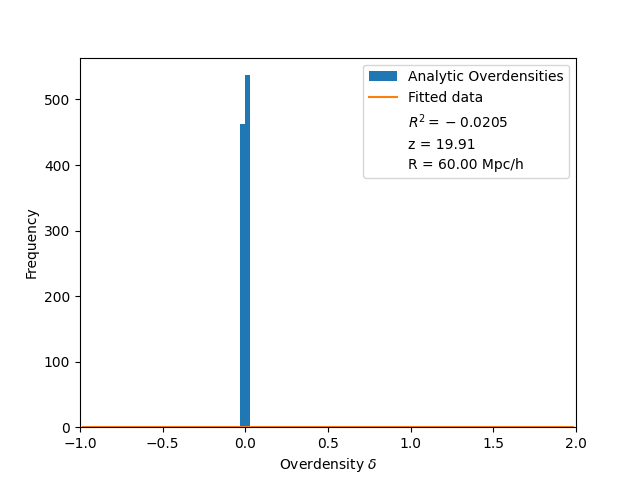 Analytic Overdensities
Fitted data
R² = −0.0205
z = 19.91
R = 60.00 Mpc/h
Frequency
500
400
300
200
100
0
−1.0 −0.5 0.0 0.5 1.0 1.5 2.0
Overdensity δ